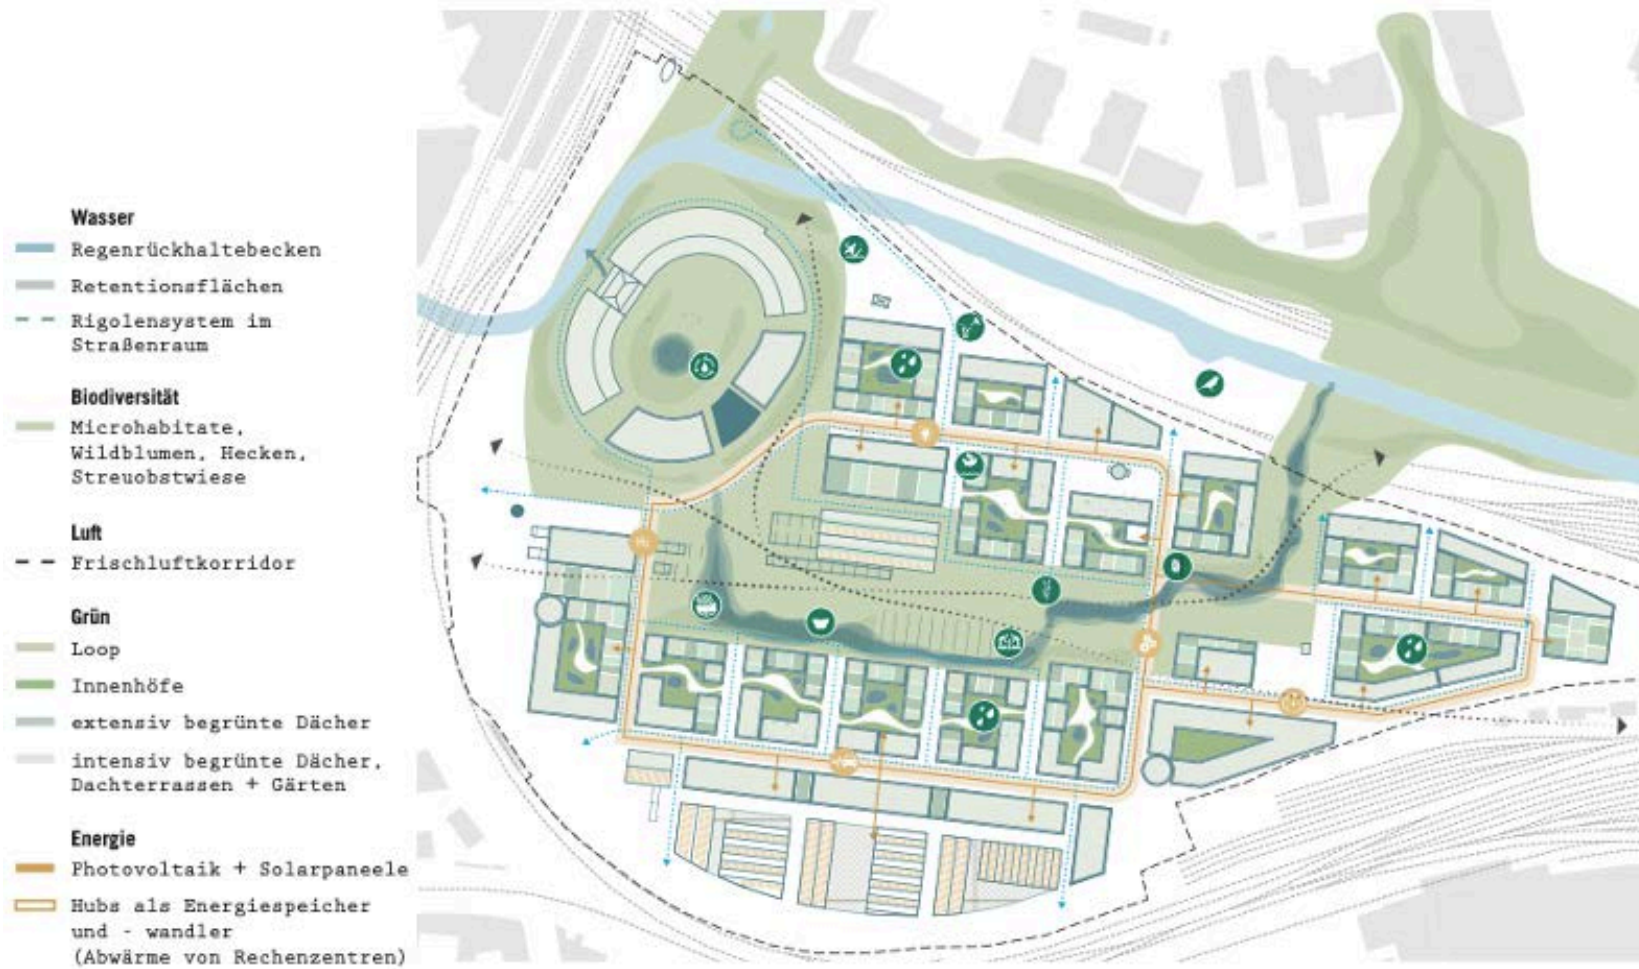 Wasser
Regenrückhaltebecken
Retentionsflächen
Rigolensystem im
Straßenraum
Biodiversität
Microhabitate,
Wildblumen, Hecken,
Streuobstwiese
Luft
Frischluftkorridor
Grün
Loop
Innenhöfe
extensiv begrünte Dächer
intensiv begrünte Dächer,
Dachterrassen + Gärten
Energie
Photovoltaik + Solarpaneele
Hubs als Energiespeicher
und - wandler
(Abwärme von Rechenzentren)